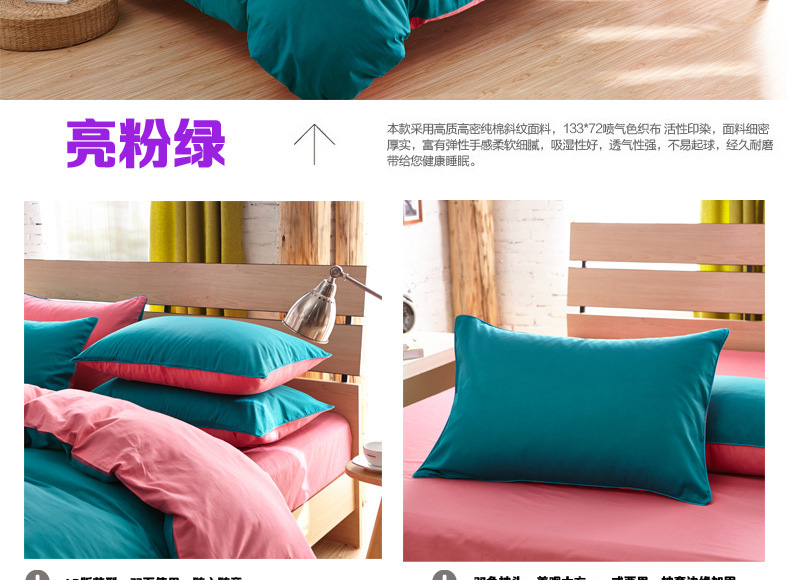 亮粉绿
本款采用高质高密纯棉斜纹面料，133*72喷气色织布 活性印染，面料细密
厚实，富有弹性手感柔软细腻，吸湿性好，透气性强，不易起球，经久耐磨
带给您健康睡眠。